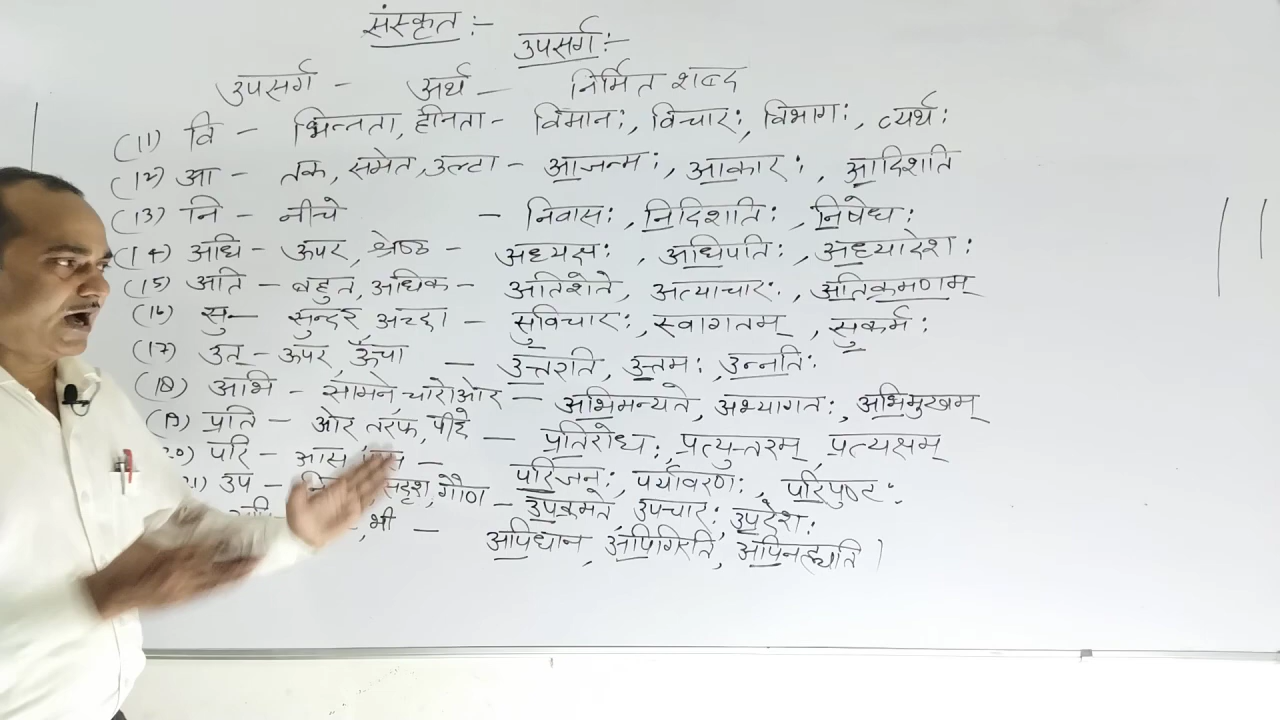 संस्कृत :-
उपसर्ग :-
उपसर्ग - अर्थ - निर्मित शब्द
(11) वि - भिन्नता, हीनता - विमानः, विचारः, विभागः, व्यर्थः
(12) आ - तक, समेत, उल्टा - आजन्मः, आकारः, आदिशति
(13) नि - नीचे - निवासः, निदिशतिः, निषेधः
(14) अधि - ऊपर, श्रेष्ठ - अध्यक्षः, अधिपतिः, अध्यादेशः
(15) अति - बहुत, अधिक - अतिशेते, अत्याचारः, अतिक्रमणम्
(16) सु - सुन्दर, अच्छा - सुविचारः, स्वागतम्, सुकर्मः
(17) उत् - ऊपर, ऊँचा - उत्तरति, उत्तमः, उन्नतिः
(18) अभि - सामने, चारों ओर - अभिमन्यते, अभ्यागतः, अभिमुखम्
(19) प्रति - ओर, तरफ, पीछे - प्रतिरोधः, प्रत्युत्तरम्, प्रत्यक्षम्
परि - आस - परिजनः, पर्यावरणः, परिपुष्टः
उप - सदृश, गौण - उपक्रमते, उपचारः, उपदेशः
, भी - अपिधान, अपिगिरति, अपिनह्यति।